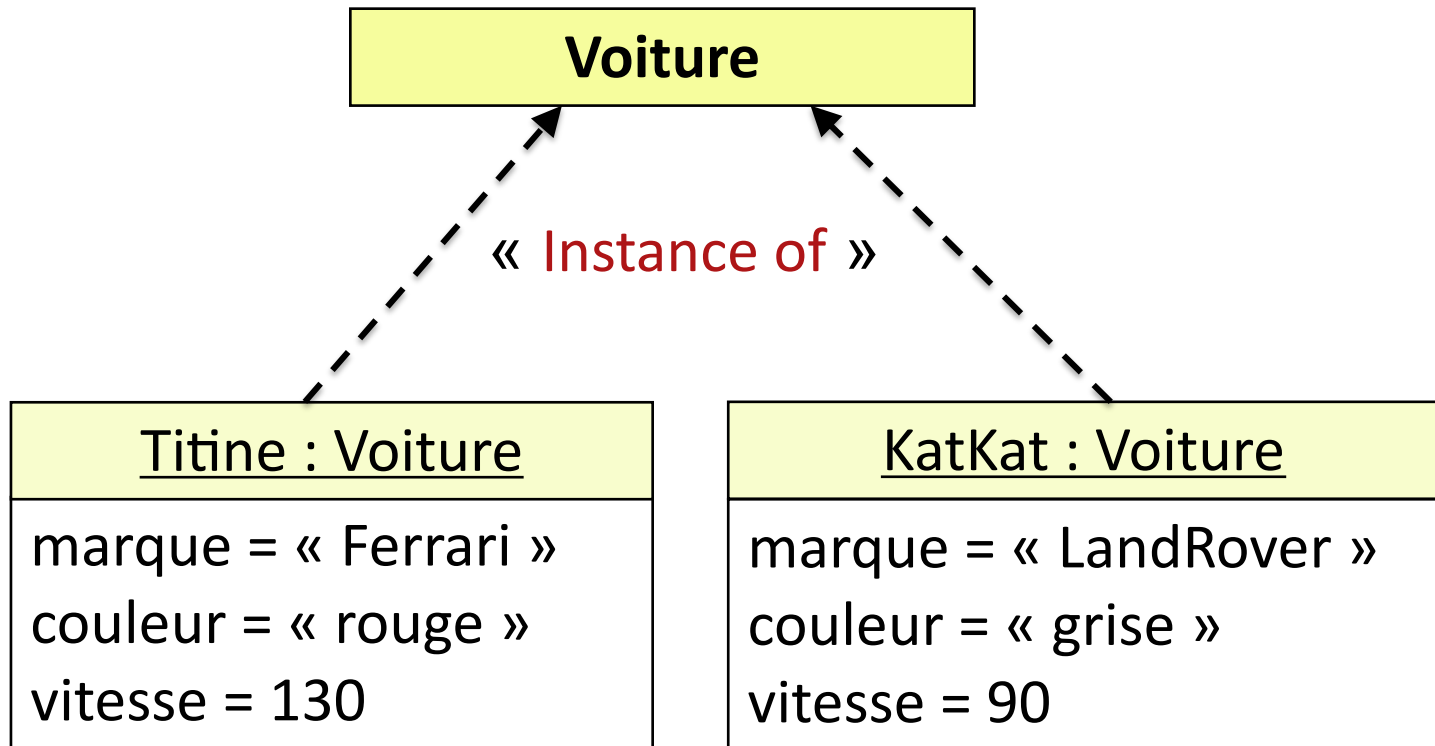 Voiture
« Instance of »
Titine : Voiture
marque = « Ferrari »
couleur = « rouge »
vitesse = 130
KatKat : Voiture
marque = « LandRover »
couleur = « grise »
vitesse = 90